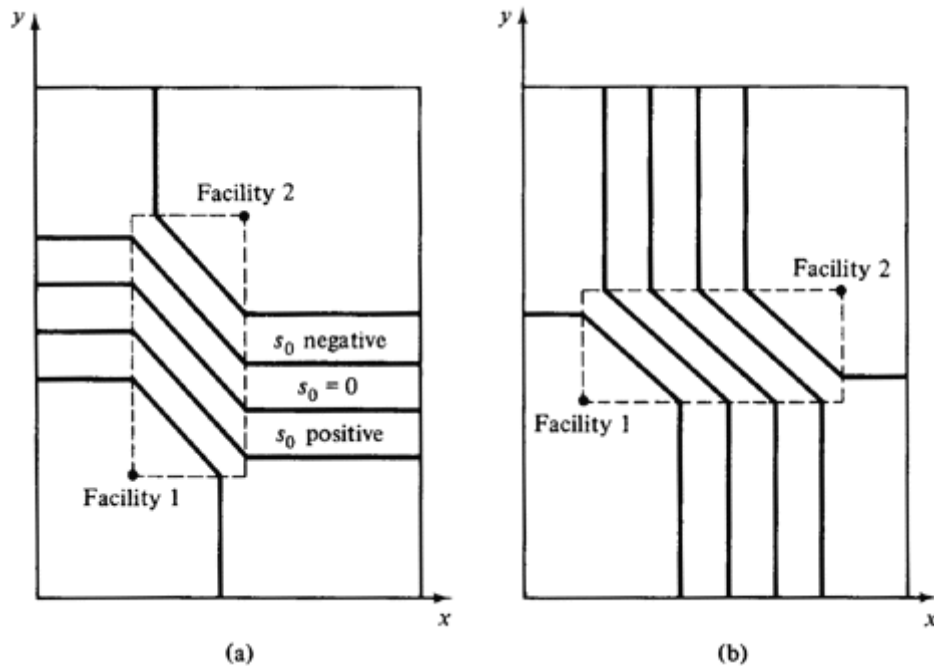 y
Facility 2
s₀ negative
s₀ = 0
s₀ positive
Facility 1
x
(a)
y
Facility 2
Facility 1
x
(b)